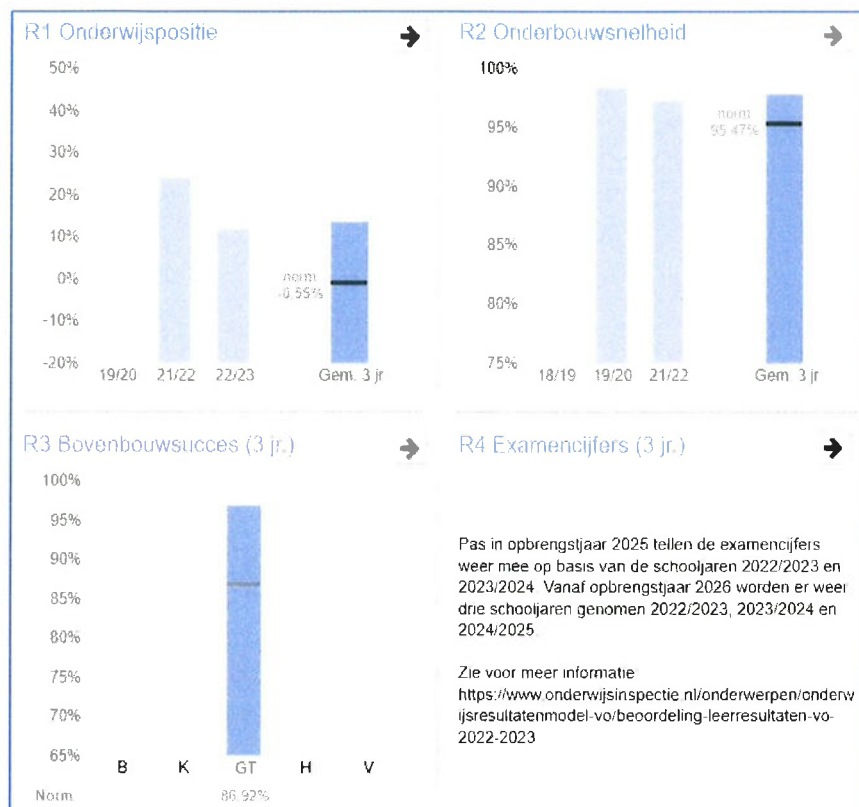 R1 Onderwijspositie
50%
40%
30%
20%
10%
0%
-10%
-20%
norm
-0.55%
19/20 21/22 22/23 Gem. 3 jr
R2 Onderbouwsnelheid
100%
95%
90%
85%
80%
75%
norm
95.47%
18/19 19/20 21/22 Gem. 3 jr
R3 Bovenbouwsucces (3 jr.)
100%
95%
90%
85%
80%
75%
70%
65%
B K GT H V
Norm 86.92%
R4 Examencijfers (3 jr.)
Pas in opbrengstjaar 2025 tellen de examencijfers
weer mee op basis van de schooljaren 2022/2023 en
2023/2024. Vanaf opbrengstjaar 2026 worden er weer
drie schooljaren genomen 2022/2023, 2023/2024 en
2024/2025.
Zie voor meer informatie
https://www.onderwijsinspectie.nl/onderwerpen/onderw
ijsresultatenmodel-vo/beoordeling-leerresultaten-vo-
2022-2023